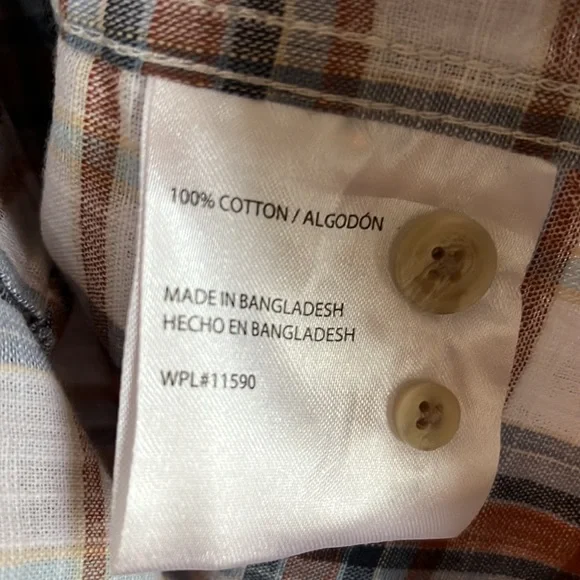 100% COTTON / ALGODÓN
MADE IN BANGLADESH
HECHO EN BANGLADESH
WPL#11590